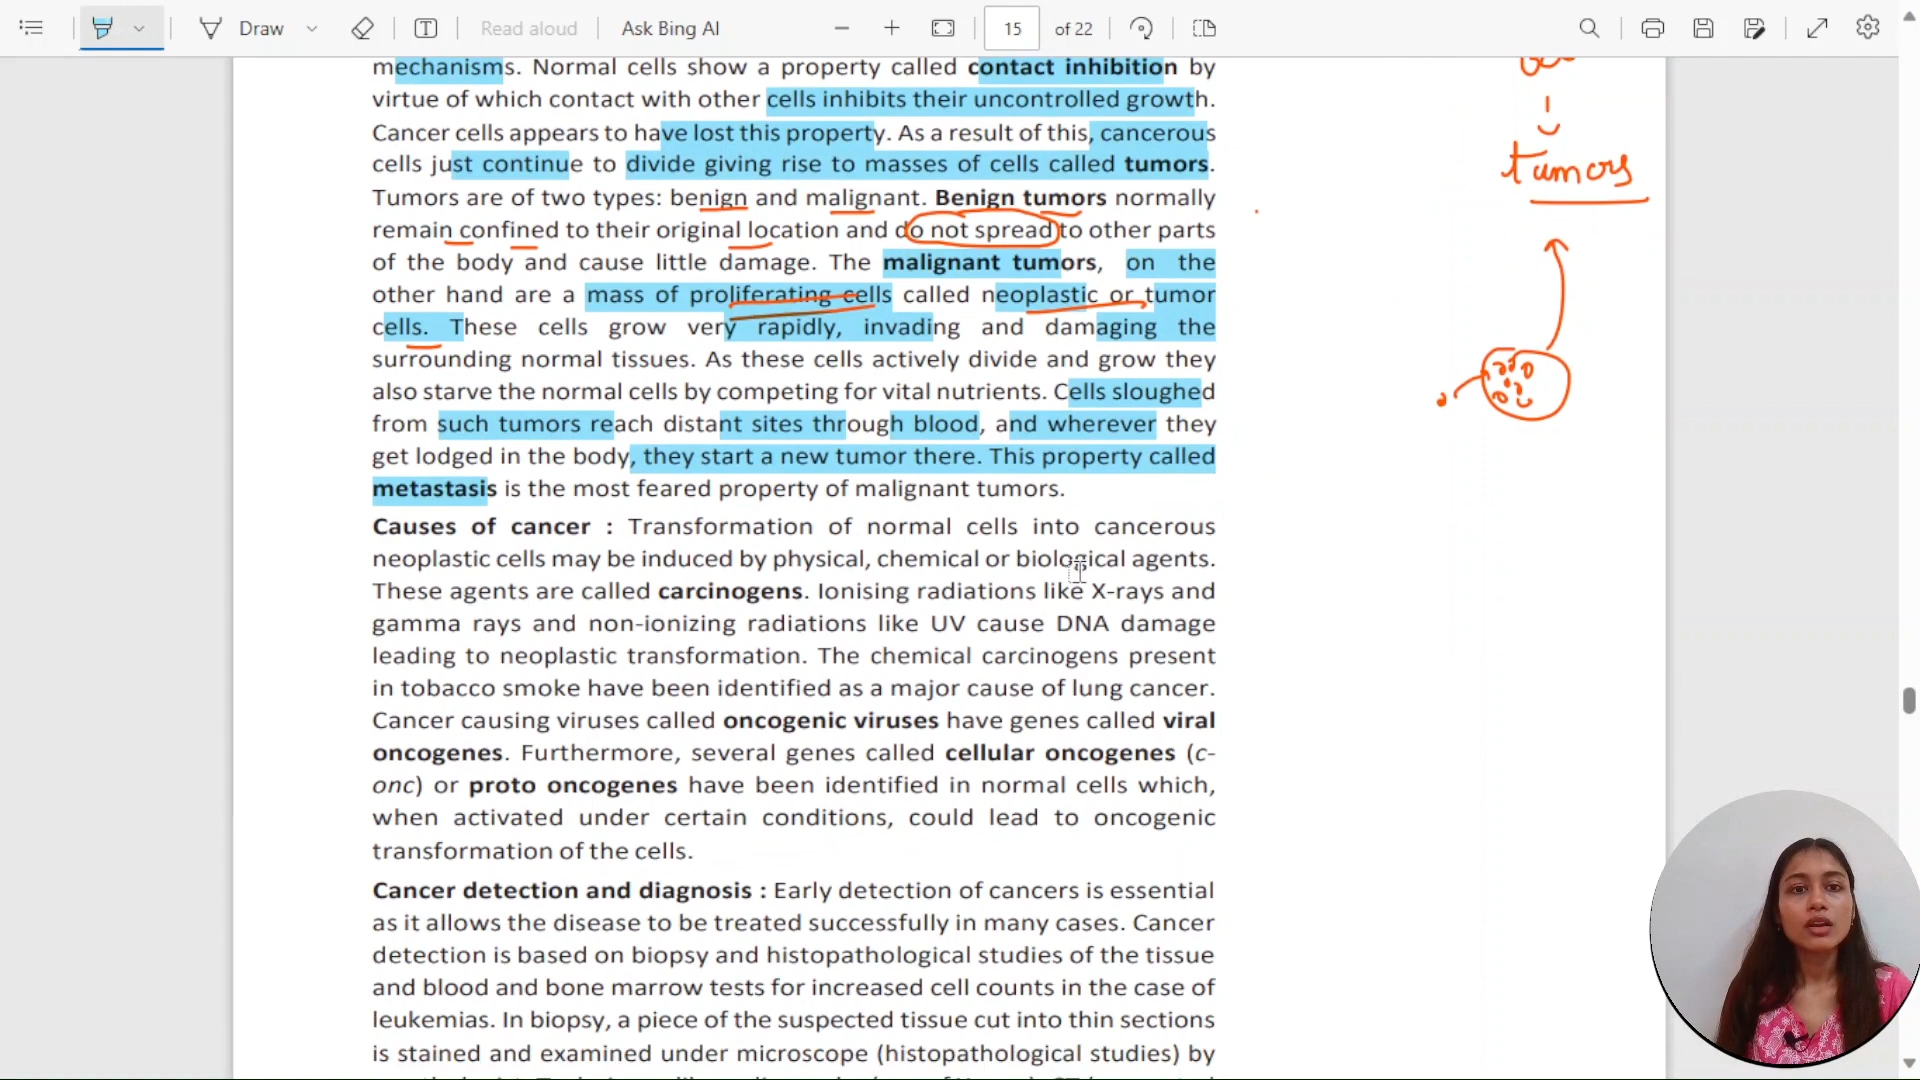 Draw
Read aloud
Ask Bing AI
15
of 22
mechanisms. Normal cells show a property called contact inhibition by
virtue of which contact with other cells inhibits their uncontrolled growth.
Cancer cells appears to have lost this property. As a result of this, cancerous
cells just continue to divide giving rise to masses of cells called tumors.
Tumors are of two types: benign and malignant. Benign tumors normally
remain confined to their original location and do not spread to other parts
of the body and cause little damage. The malignant tumors, on the
other hand are a mass of proliferating cells called neoplastic or tumor
cells. These cells grow very rapidly, invading and damaging the
surrounding normal tissues. As these cells actively divide and grow they
also starve the normal cells by competing for vital nutrients. Cells sloughed
from such tumors reach distant sites through blood, and wherever they
get lodged in the body, they start a new tumor there. This property called
metastasis is the most feared property of malignant tumors.
Causes of cancer : Transformation of normal cells into cancerous
neoplastic cells may be induced by physical, chemical or biological agents.
These agents are called carcinogens. Ionising radiations like X-rays and
gamma rays and non-ionizing radiations like UV cause DNA damage
leading to neoplastic transformation. The chemical carcinogens present
in tobacco smoke have been identified as a major cause of lung cancer.
Cancer causing viruses called oncogenic viruses have genes called viral
oncogenes. Furthermore, several genes called cellular oncogenes (c-
onc) or proto oncogenes have been identified in normal cells which,
when activated under certain conditions, could lead to oncogenic
transformation of the cells.
Cancer detection and diagnosis : Early detection of cancers is essential
as it allows the disease to be treated successfully in many cases. Cancer
detection is based on biopsy and histopathological studies of the tissue
and blood and bone marrow tests for increased cell counts in the case of
leukemias. In biopsy, a piece of the suspected tissue cut into thin sections
is stained and examined under microscope (histopathological studies) by
tumors